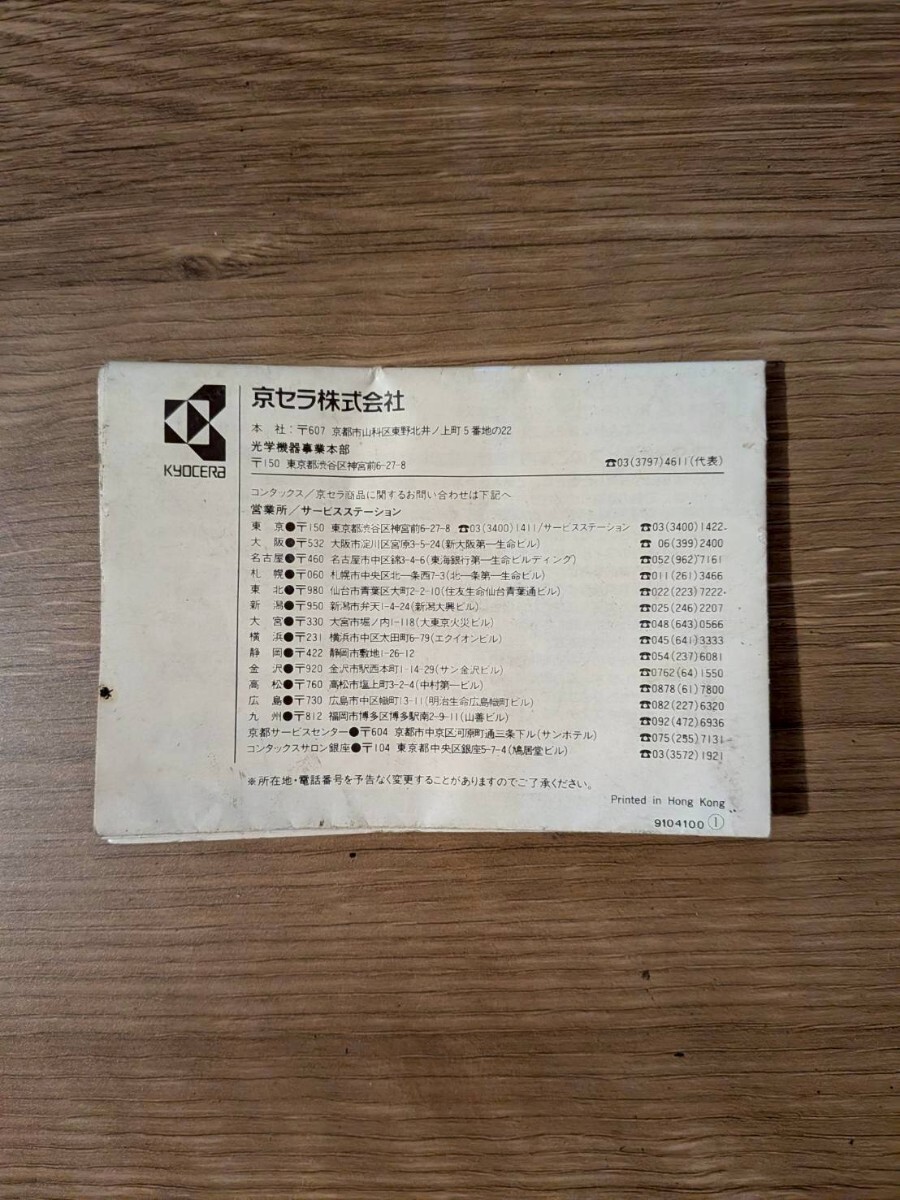 KYOCERA
京セラ株式会社
本 社：〒607 京都市山科区東野北井ノ上町5番地の22
光学機器事業本部
〒150 東京都渋谷区神宮前6-27-8 ☎03(3797)4611(代表)
コンタックス/京セラ商品に関するお問い合わせは下記へ
営業所/サービスステーション
東 京●〒150 東京都渋谷区神宮前6-27-8 ☎03(3400)1411/サービスステーション ☎03(3400)1422
大 阪●〒532 大阪市淀川区宮原3-5-24(新大阪第一生命ビル) ☎ 06(399)2400
名古屋●〒460 名古屋市中区錦3-4-6(東海銀行第一生命ビルディング) ☎052(962)7161
札 幌●〒060 札幌市中央区北一条西7-3(北一条第一生命ビル) ☎011(261)3466
東 北●〒980 仙台市青葉区大町2-2-10(住友生命仙台青葉通ビル) ☎022(223)7222
新 潟●〒950 新潟市弁天1-4-24(新潟大興ビル) ☎025(246)2207
大 宮●〒330 大宮市堀ノ内1-118(大東京火災ビル) ☎048(643)0566
横 浜●〒231 横浜市中区太田町6-79(エクイオンビル) ☎045(641)3333
静 岡●〒422 静岡市敷地1-26-12 ☎054(237)6081
金 沢●〒920 金沢市駅西本町1-14-29(サン金沢ビル) ☎0762(64)1550
高 松●〒760 高松市塩上町3-2-4(中村第一ビル) ☎0878(61)7800
広 島●〒730 広島市中区幟町13-11(明治生命広島幟町ビル) ☎082(227)6320
九 州●〒812 福岡市博多区博多駅南2-9-11(山善ビル) ☎092(472)6936
京都サービスセンター●〒604 京都市中京区河原町通三条下ル(サンホテル) ☎075(255)7131
コンタックスサロン銀座●〒104 東京都中央区銀座5-7-4(鳩居堂ビル) ☎03(3572)1921
※所在地・電話番号を予告なく変更することがありますのでご了承ください。
Printed in Hong Kong
9104100 ①